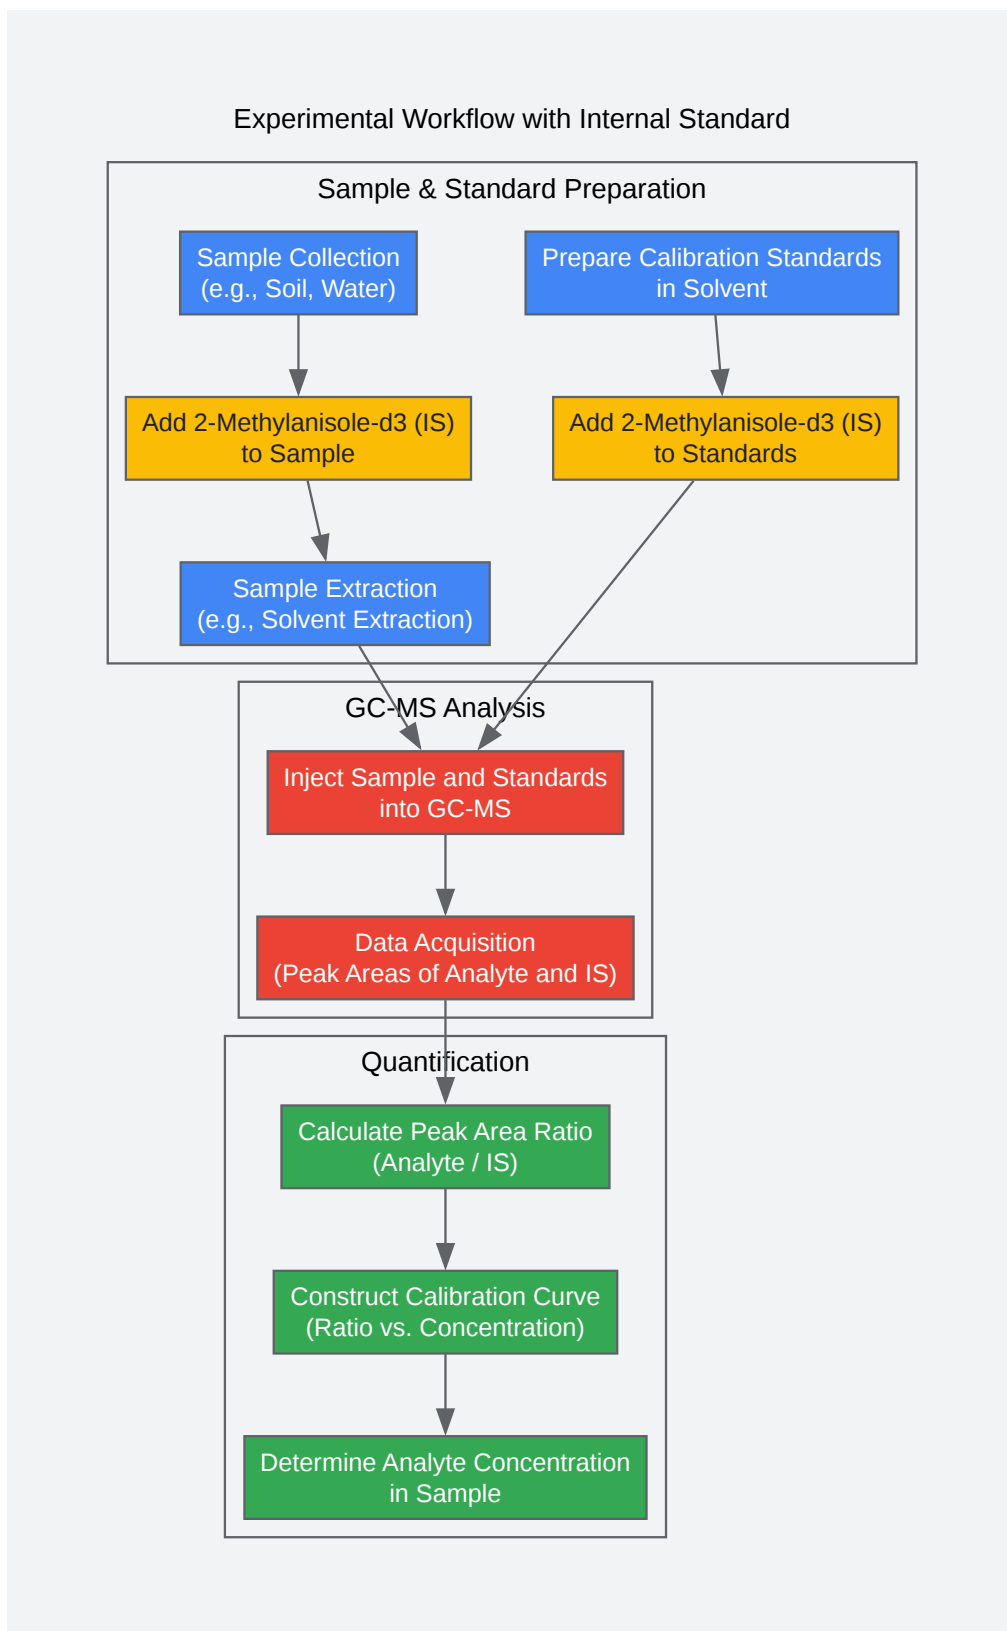 Experimental Workflow with Internal Standard
Sample & Standard Preparation
Sample Collection
(e.g., Soil, Water)
Prepare Calibration Standards
in Solvent
Add 2-Methylanisole-d3 (IS)
to Sample
Add 2-Methylanisole-d3 (IS)
to Standards
Sample Extraction
(e.g., Solvent Extraction)
GC-MS Analysis
Inject Sample and Standards
into GC-MS
Data Acquisition
(Peak Areas of Analyte and IS)
Quantification
Calculate Peak Area Ratio
(Analyte / IS)
Construct Calibration Curve
(Ratio vs. Concentration)
Determine Analyte Concentration
in Sample